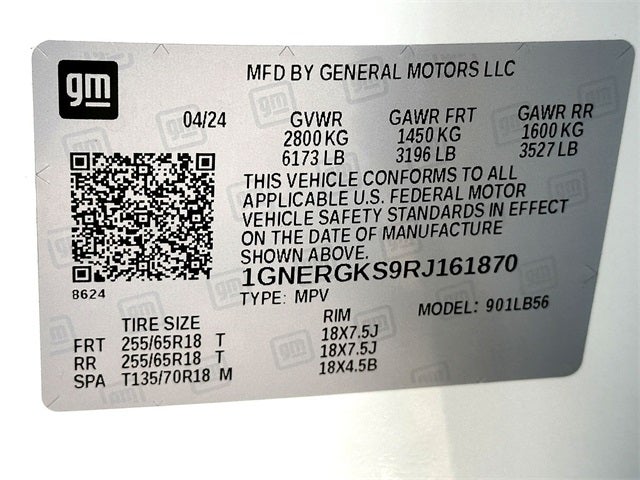 gm
MFD BY GENERAL MOTORS LLC
04/24 GVWR GAWR FRT GAWR RR
2800 KG 1450 KG 1600 KG
6173 LB 3196 LB 3527 LB
THIS VEHICLE CONFORMS TO ALL
APPLICABLE U.S. FEDERAL MOTOR
VEHICLE SAFETY STANDARDS IN EFFECT
ON THE DATE OF MANUFACTURE
SHOWN ABOVE.
1GNERGKS9RJ161870
8624
TYPE: MPV MODEL: 901LB56
TIRE SIZE RIM
FRT 255/65R18 T 18X7.5J
RR 255/65R18 T 18X7.5J
SPA T135/70R18 M 18X4.5B